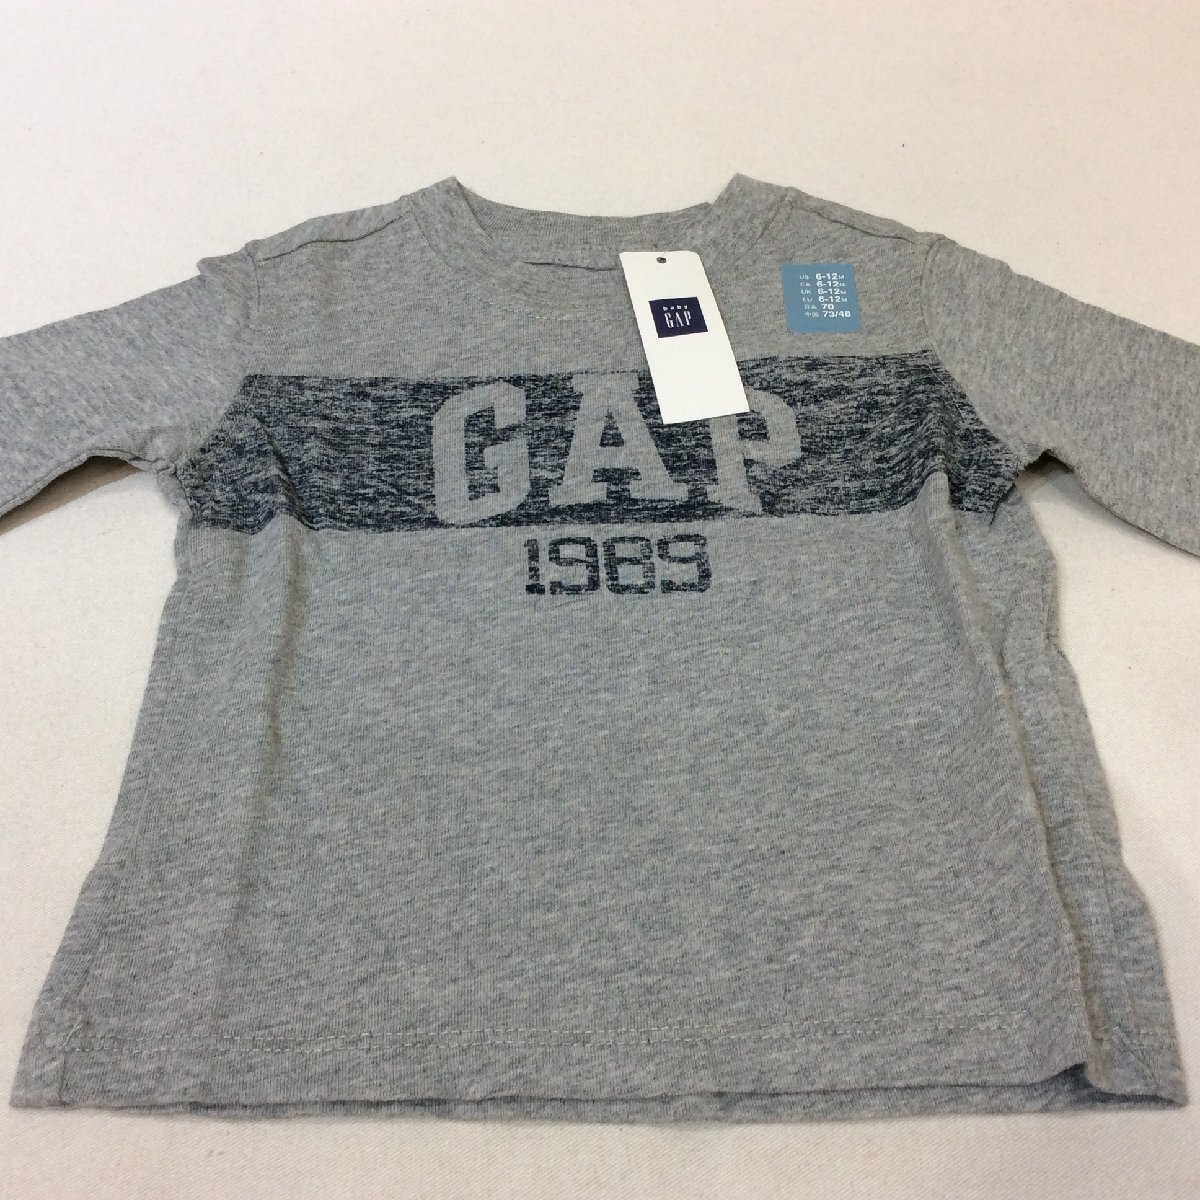 baby
GAP
US 6-12M
CA 6-12M
UK 6-12M
EU 6-12M
日本 70
中国 73/48
GAP
1989